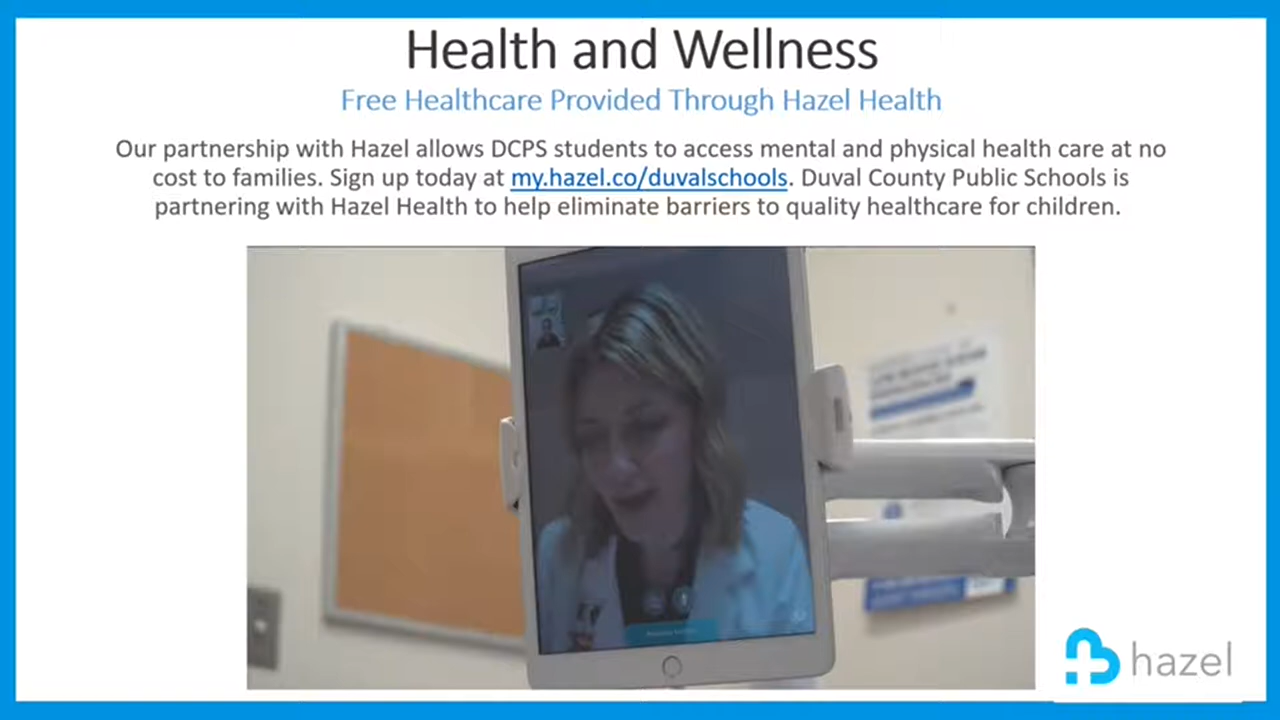 Health and Wellness
Free Healthcare Provided Through Hazel Health
Our partnership with Hazel allows DCPS students to access mental and physical health care at no
cost to families. Sign up today at my.hazel.co/duvalschools. Duval County Public Schools is
partnering with Hazel Health to help eliminate barriers to quality healthcare for children.
hazel